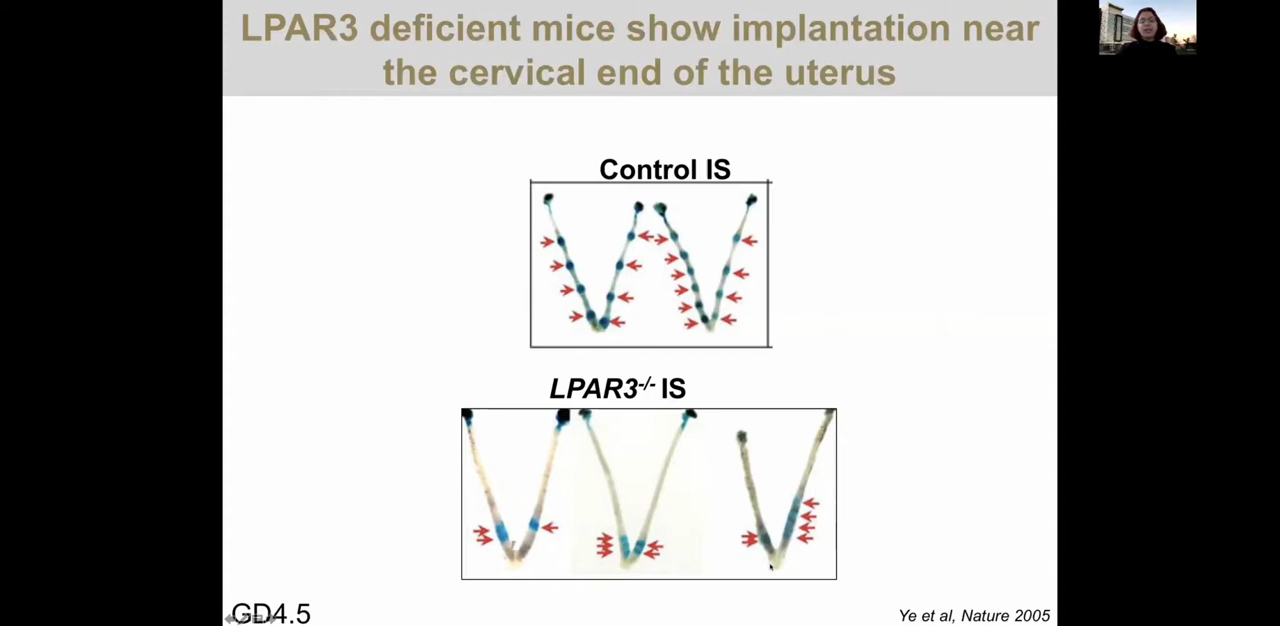 LPAR3 deficient mice show implantation near
the cervical end of the uterus
Control IS
LPAR3-/- IS
GD4.5
Ye et al, Nature 2005